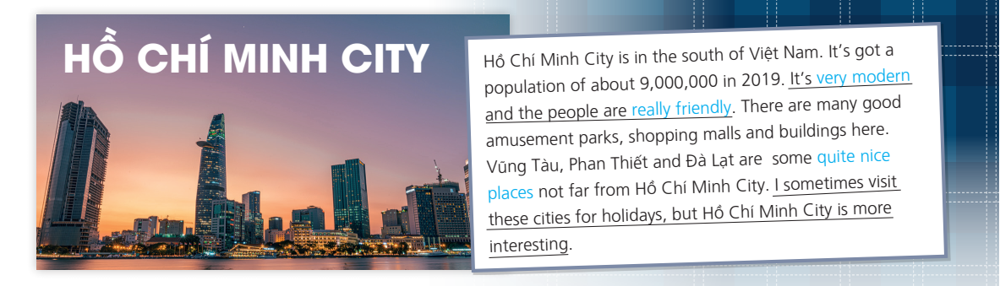 HỒ CHÍ MINH CITY
Hồ Chí Minh City is in the south of Việt Nam. It's got a
population of about 9,000,000 in 2019. It's very modern
and the people are really friendly. There are many good
amusement parks, shopping malls and buildings here.
Vũng Tàu, Phan Thiết and Đà Lạt are some quite nice
places not far from Hồ Chí Minh City. I sometimes visit
these cities for holidays, but Hồ Chí Minh City is more
interesting.